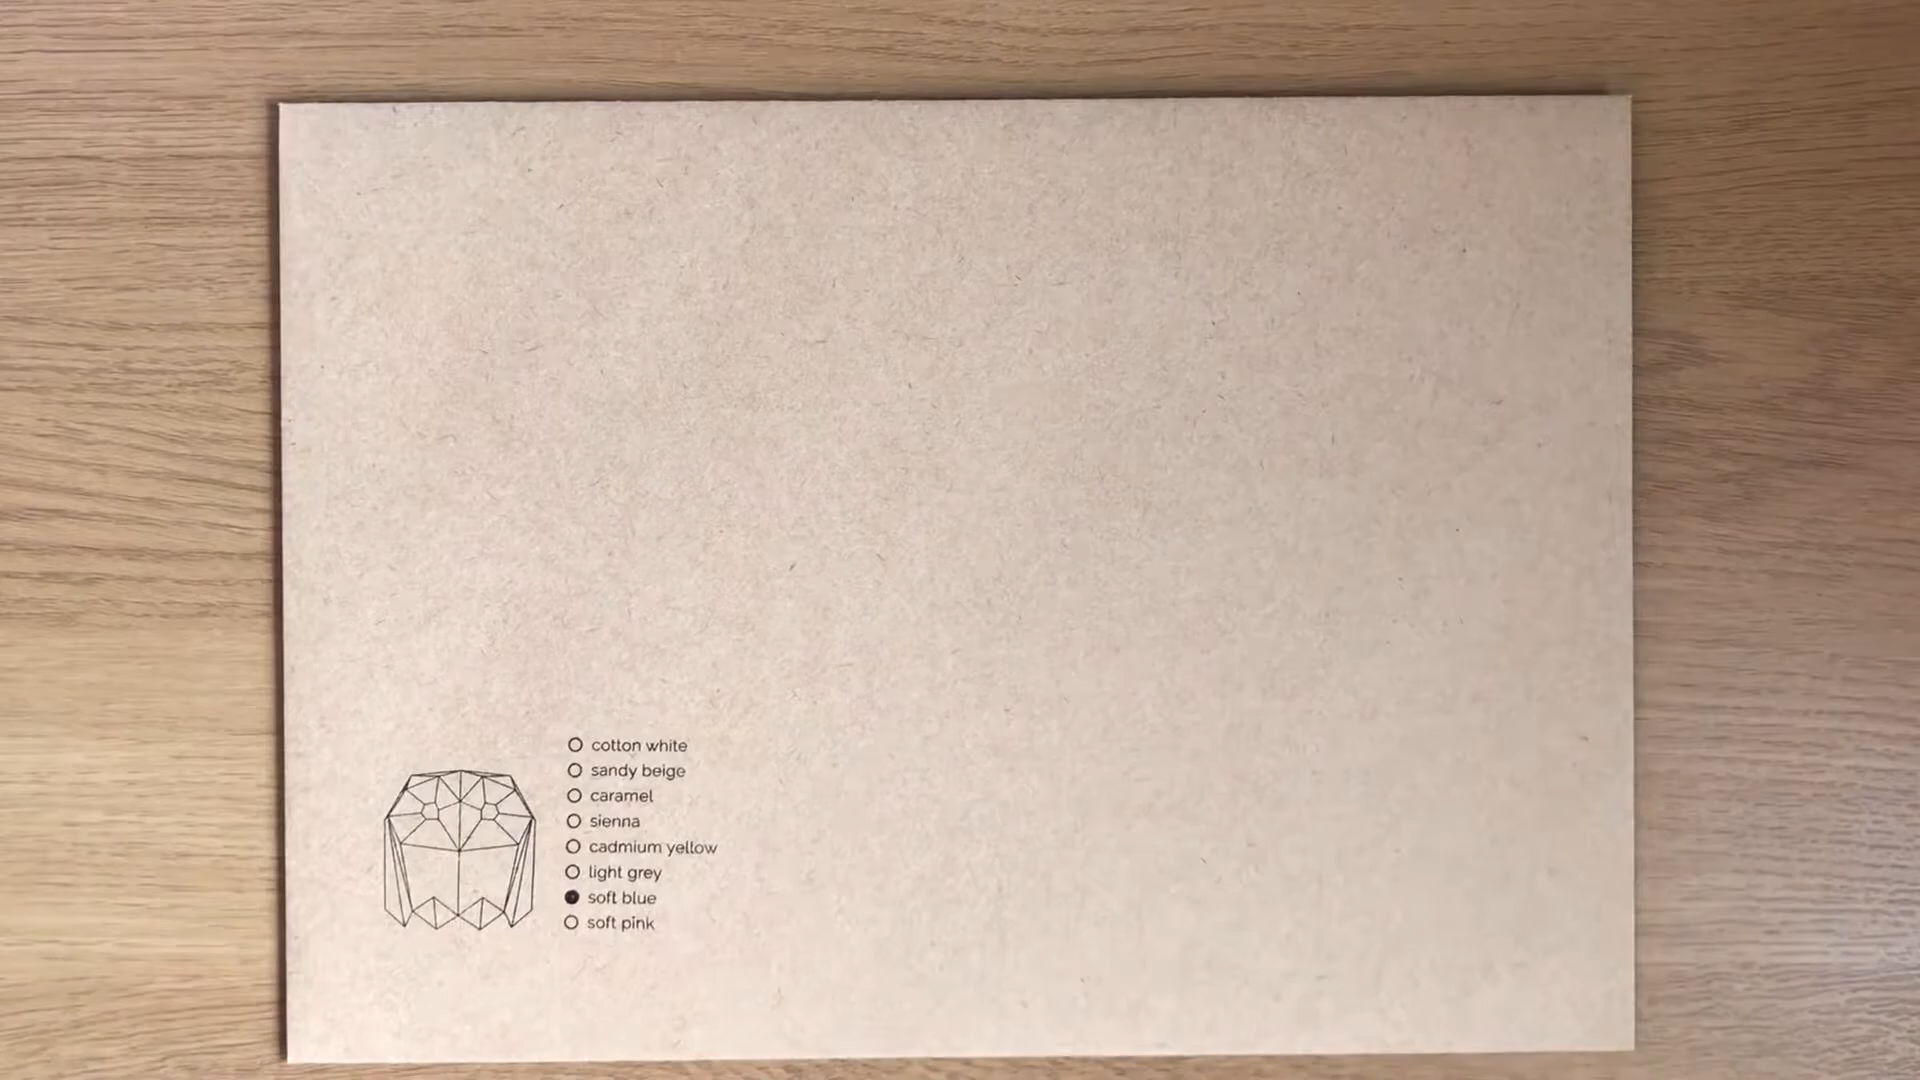 cotton white
sandy beige
caramel
sienna
cadmium yellow
light grey
soft blue
soft pink